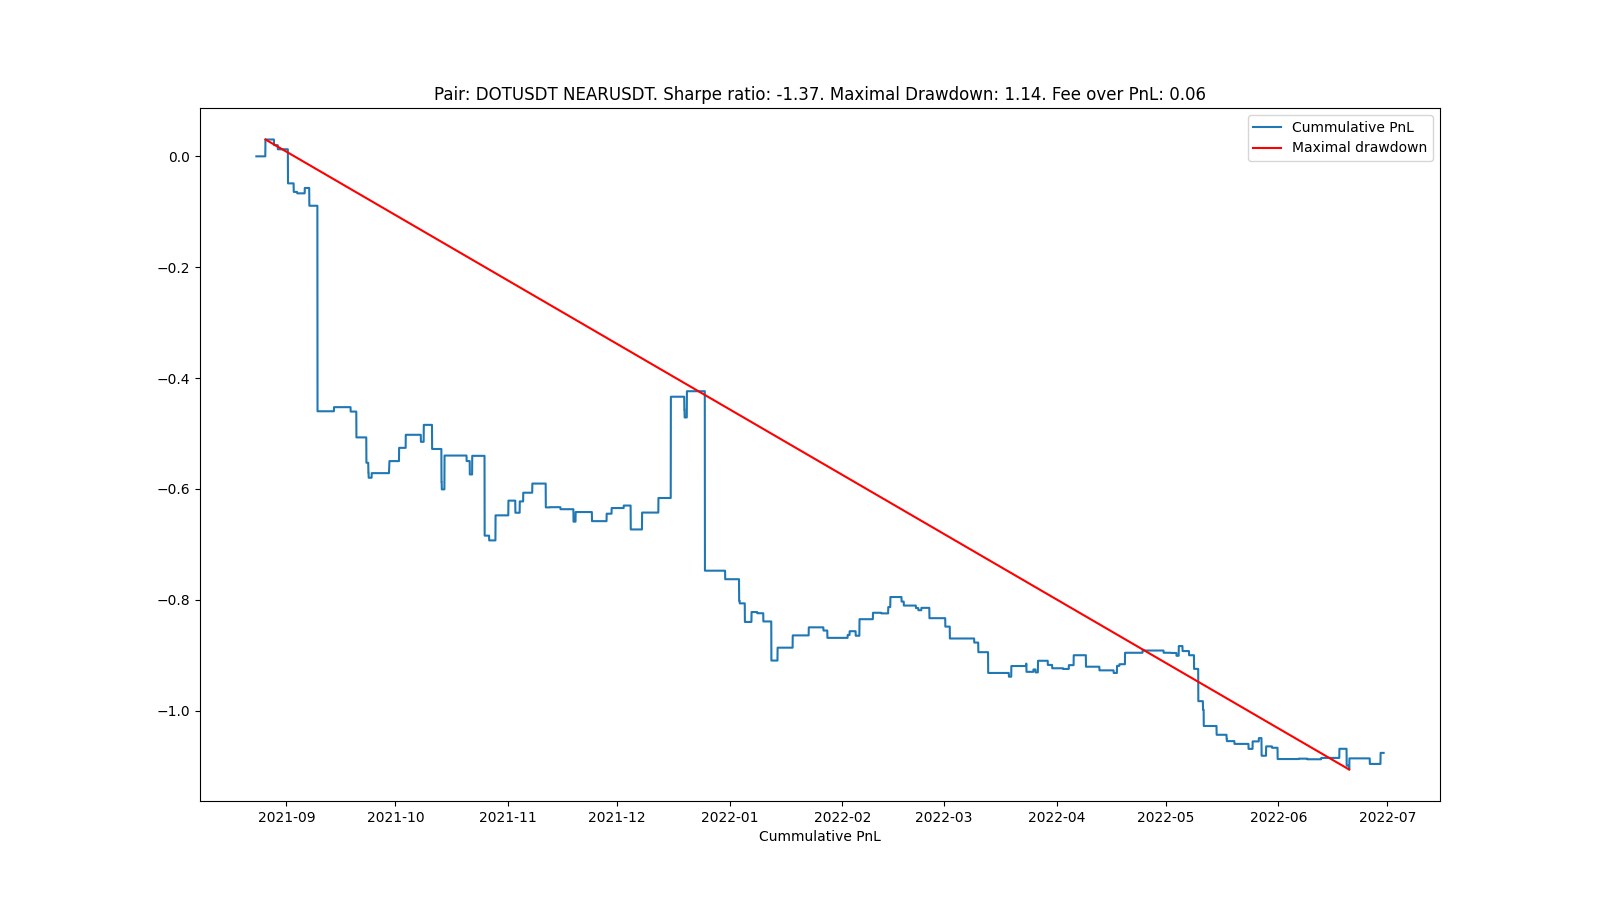 Pair: DOTUSDT NEARUSDT. Sharpe ratio: -1.37. Maximal Drawdown: 1.14. Fee over PnL: 0.06
Cummulative PnL
Maximal drawdown
0.0
−0.2
−0.4
−0.6
−0.8
−1.0
2021-09 2021-10 2021-11 2021-12 2022-01 2022-02 2022-03 2022-04 2022-05 2022-06 2022-07
Cummulative PnL